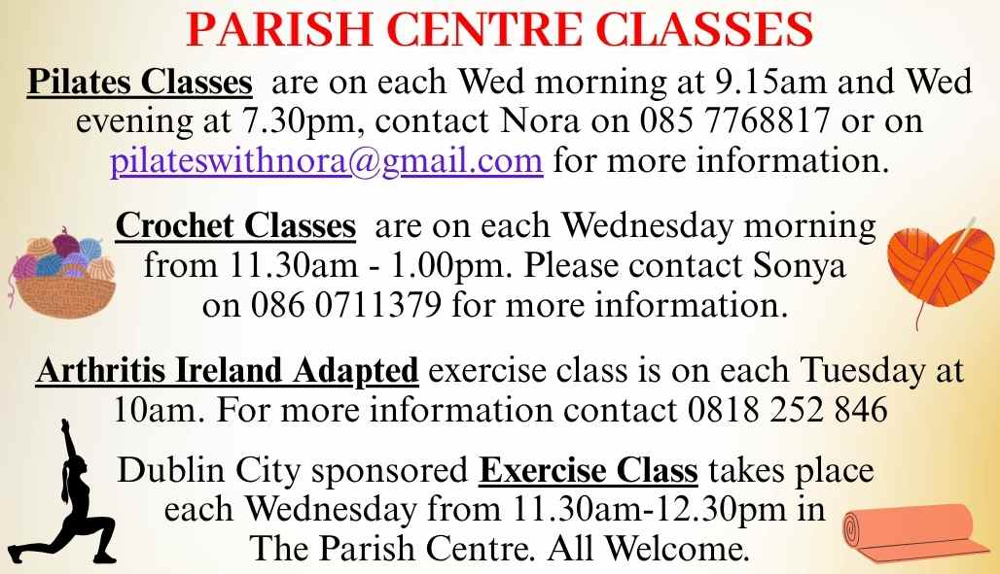 PARISH CENTRE CLASSES
Pilates Classes are on each Wed morning at 9.15am and Wed
evening at 7.30pm, contact Nora on 085 7768817 or on
pilateswithnora@gmail.com for more information.
Crochet Classes are on each Wednesday morning
from 11.30am - 1.00pm. Please contact Sonya
on 086 0711379 for more information.
Arthritis Ireland Adapted exercise class is on each Tuesday at
10am. For more information contact 0818 252 846
Dublin City sponsored Exercise Class takes place
each Wednesday from 11.30am-12.30pm in
The Parish Centre. All Welcome.